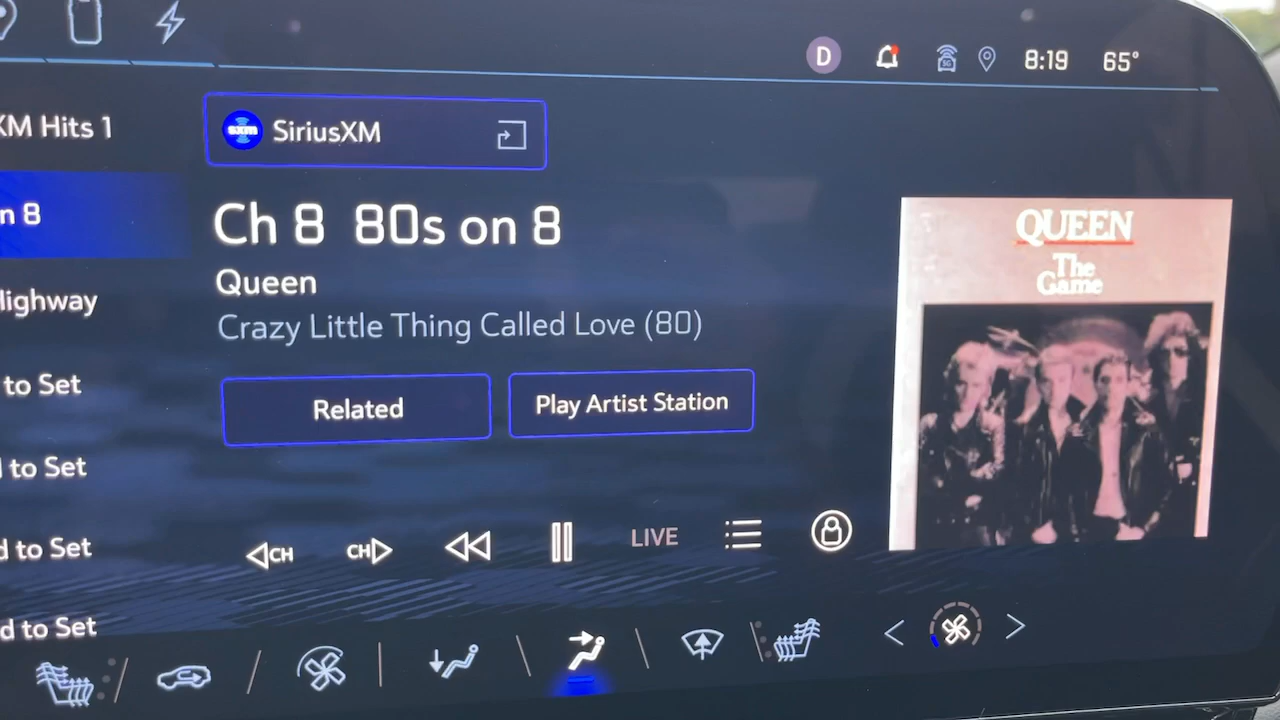 D 8:19 65°
XM Hits 1
sxm SiriusXM
n 8
Ch 8 80s on 8
Queen
Highway
Crazy Little Thing Called Love (80)
to Set
Related
Play Artist Station
QUEEN
The
Game
d to Set
d to Set
CH
CH
LIVE
d to Set